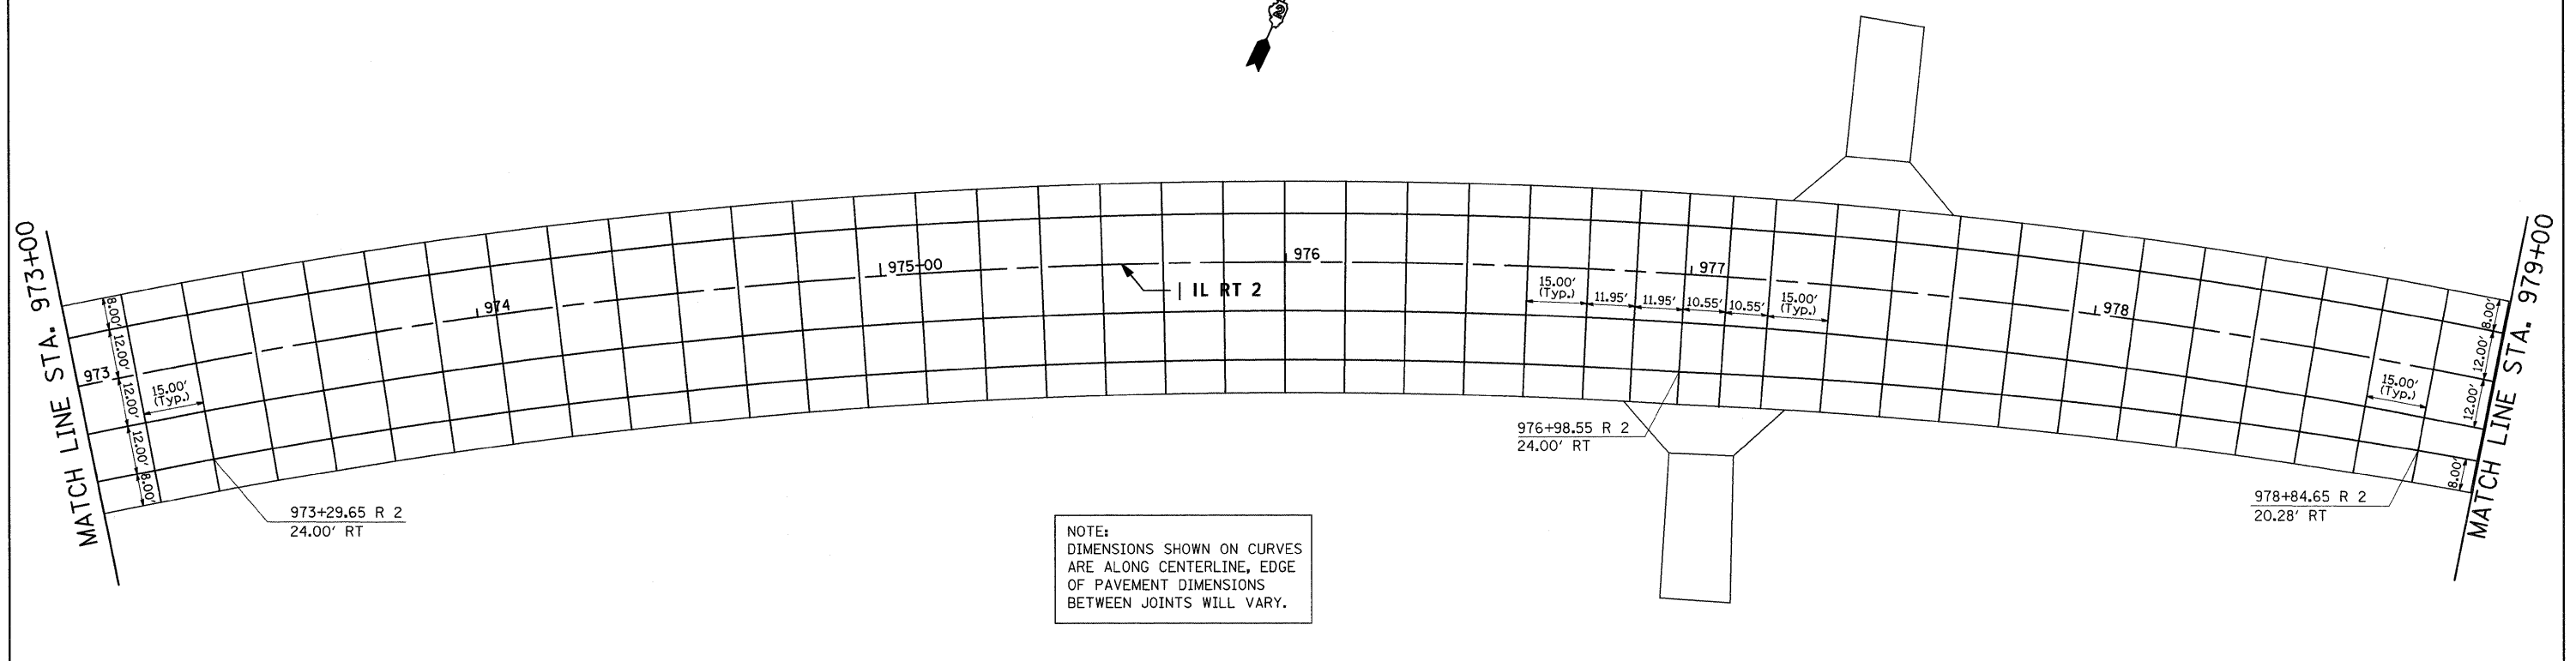 2
MATCH LINE STA. 973+00
973
8.00'
12.00'
12.00'
12.00'
8.00'
15.00'
(Typ.)
974
975+00
976
IL RT 2
977
978
15.00'
(Typ.)
11.95'
11.95'
10.55'
10.55'
15.00'
(Typ.)
15.00'
(Typ.)
8.00'
12.00'
12.00'
8.00'
MATCH LINE STA. 979+00
973+29.65 R 2
24.00' RT
976+98.55 R 2
24.00' RT
978+84.65 R 2
20.28' RT
NOTE:
DIMENSIONS SHOWN ON CURVES
ARE ALONG CENTERLINE, EDGE
OF PAVEMENT DIMENSIONS
BETWEEN JOINTS WILL VARY.